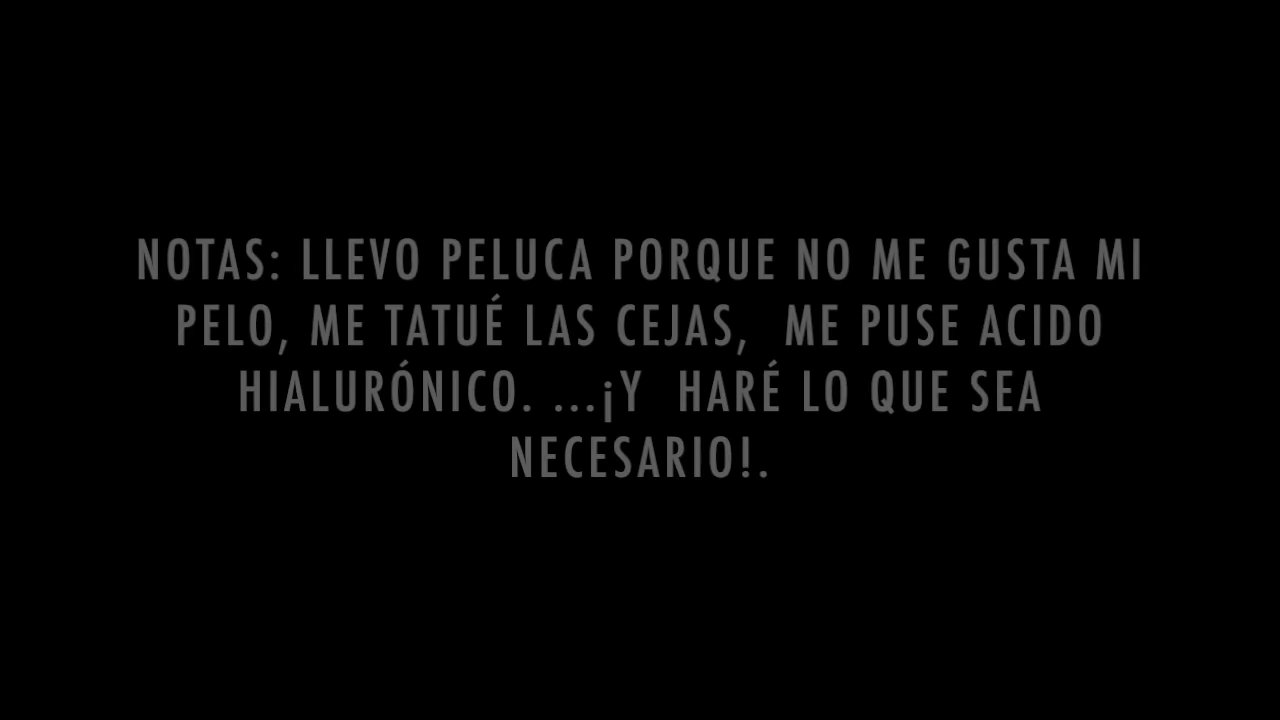 NOTAS: LLEVO PELUCA PORQUE NO ME GUSTA MI
PELO, ME TATUÉ LAS CEJAS,  ME PUSE ACIDO
HIALURÓNICO. ...¡Y  HARÉ LO QUE SEA
NECESARIO!.